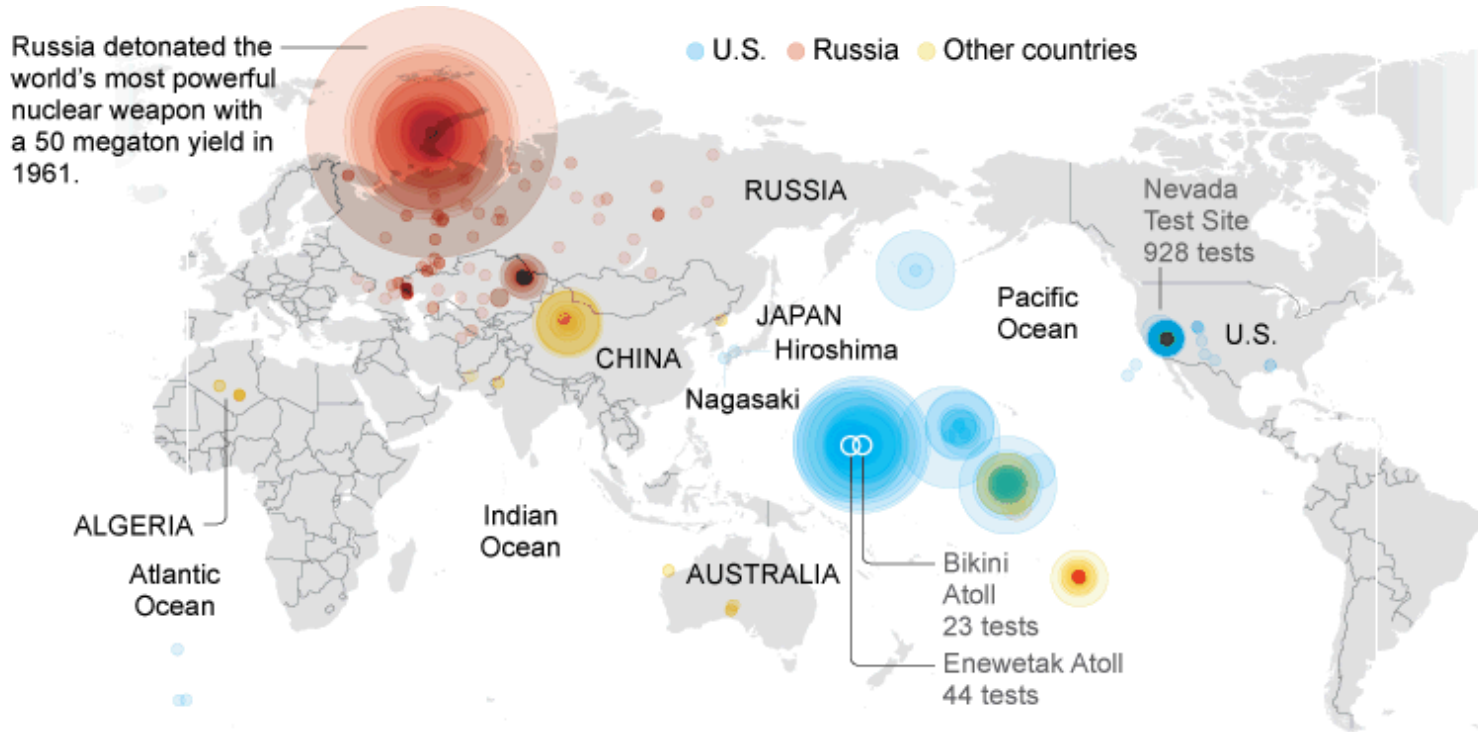 Russia detonated the
world's most powerful
nuclear weapon with
a 50 megaton yield in
1961.
U.S.
Russia
Other countries
RUSSIA
Nevada
Test Site
928 tests
Pacific
Ocean
U.S.
JAPAN
Hiroshima
CHINA
Nagasaki
ALGERIA
Indian
Ocean
Atlantic
Ocean
AUSTRALIA
Bikini
Atoll
23 tests
Enewetak Atoll
44 tests